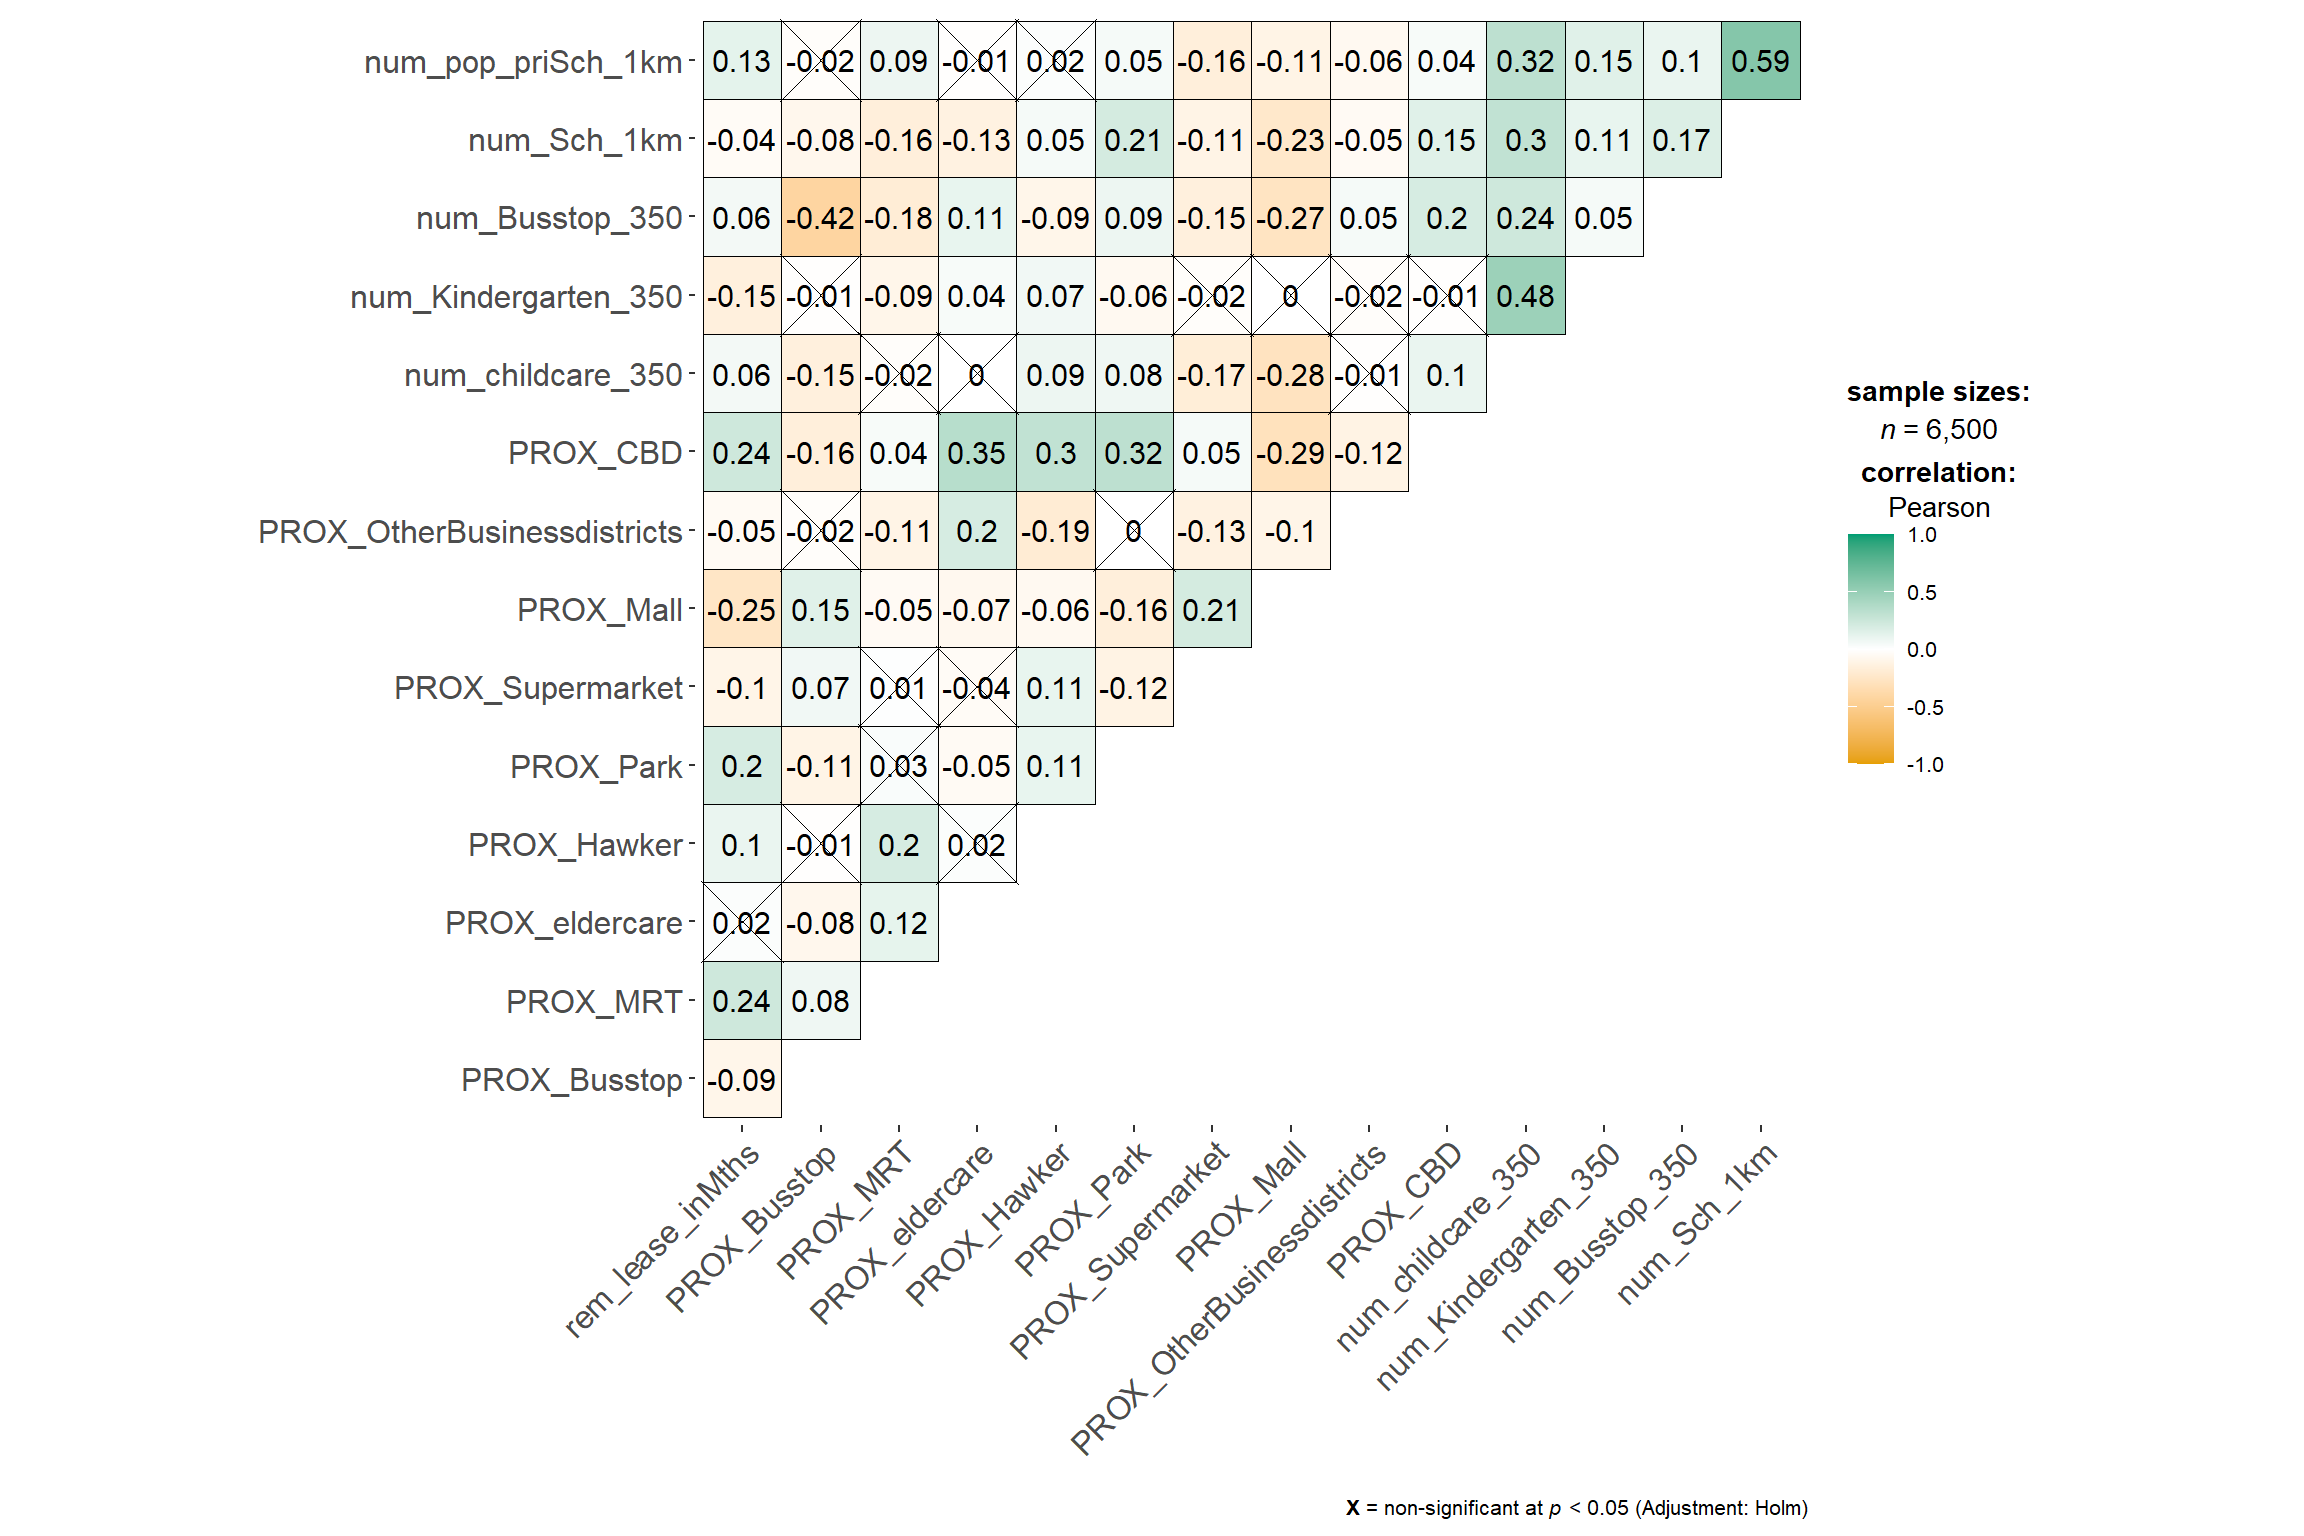 num_pop_priSch_1km 0.13 -0.02 0.09 -0.01 0.02 0.05 -0.16 -0.11 -0.06 0.04 0.32 0.15 0.1 0.59
num_Sch_1km -0.04 -0.08 -0.16 -0.13 0.05 0.21 -0.11 -0.23 -0.05 0.15 0.3 0.11 0.17
num_Busstop_350 0.06 -0.42 -0.18 0.11 -0.09 0.09 -0.15 -0.27 0.05 0.2 0.24 0.05
num_Kindergarten_350 -0.15 -0.01 -0.09 0.04 0.07 -0.06 -0.02 0 -0.02 -0.01 0.48
num_childcare_350 0.06 -0.15 -0.02 0 0.09 0.08 -0.17 -0.28 -0.01 0.1
PROX_CBD 0.24 -0.16 0.04 0.35 0.3 0.32 0.05 -0.29 -0.12
PROX_OtherBusinessdistricts -0.05 -0.02 -0.11 0.2 -0.19 0 -0.13 -0.1
PROX_Mall -0.25 0.15 -0.05 -0.07 -0.06 -0.16 0.21
PROX_Supermarket -0.1 0.07 0.01 -0.04 0.11 -0.12
PROX_Park 0.2 -0.11 0.03 -0.05 0.11
PROX_Hawker 0.1 -0.01 0.2 0.02
PROX_eldercare 0.02 -0.08 0.12
PROX_MRT 0.24 0.08
PROX_Busstop -0.09
rem_lease_inMths
PROX_Busstop
PROX_MRT
PROX_eldercare
PROX_Hawker
PROX_Park
PROX_Supermarket
PROX_Mall
PROX_OtherBusinessdistricts
PROX_CBD
num_childcare_350
num_Kindergarten_350
num_Busstop_350
num_Sch_1km
sample sizes:
n = 6,500
correlation:
Pearson
1.0
0.5
0.0
-0.5
-1.0
X = non-significant at p < 0.05 (Adjustment: Holm)